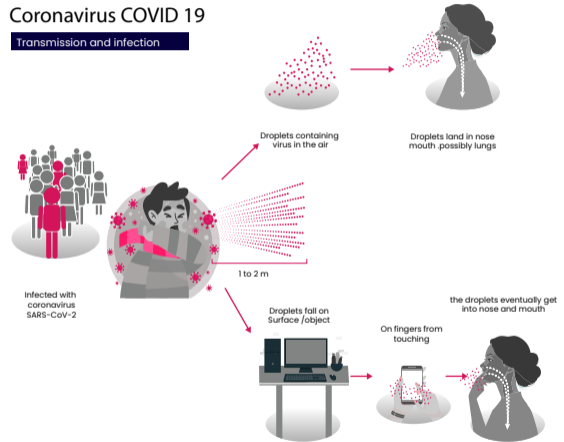 Coronavirus COVID 19
Transmission and infection
Droplets containing
virus in the air
Droplets land in nose
mouth .possibly lungs
1 to 2 m
Infected with
coronavirus
SARS-CoV-2
Droplets fall on
Surface /object
On fingers from
touching
the droplets eventually get
into nose and mouth